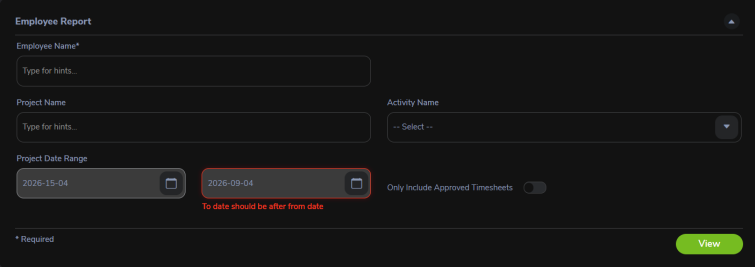 Employee Report
Employee Name*
Type for hints...
Project Name
Activity Name
Type for hints...
-- Select --
Project Date Range
2026-15-04
2026-09-04
Only Include Approved Timesheets
To date should be after from date
* Required
View